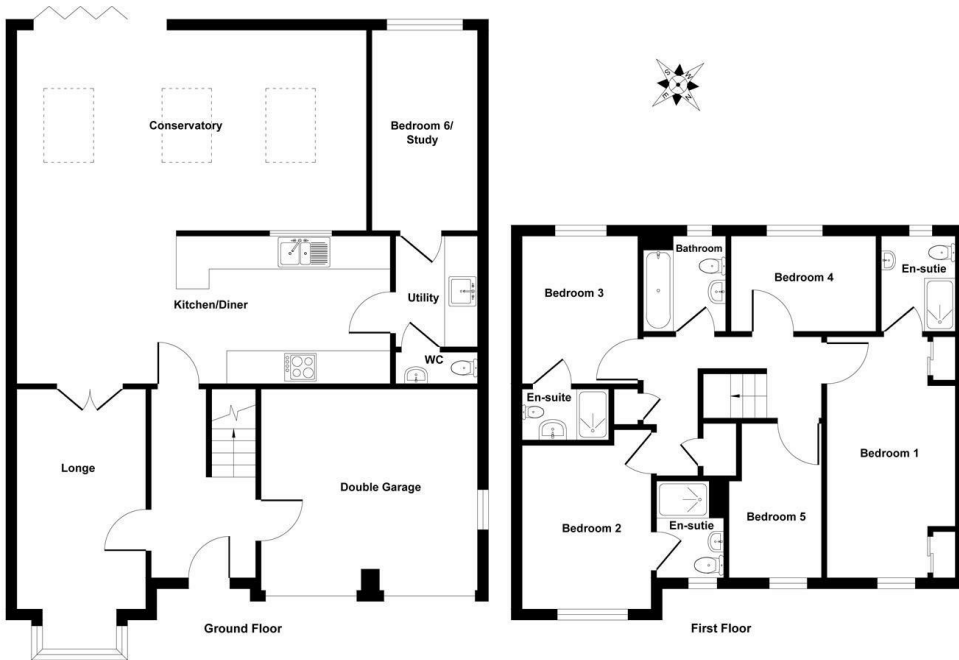 Conservatory
Bedroom 6/
Study
Kitchen/Diner
Utility
WC
Longe
Double Garage
Ground Floor
S
W
E
N
Bedroom 3
Bathroom
Bedroom 4
En-sutie
En-suite
Bedroom 1
Bedroom 2
En-sutie
Bedroom 5
First Floor